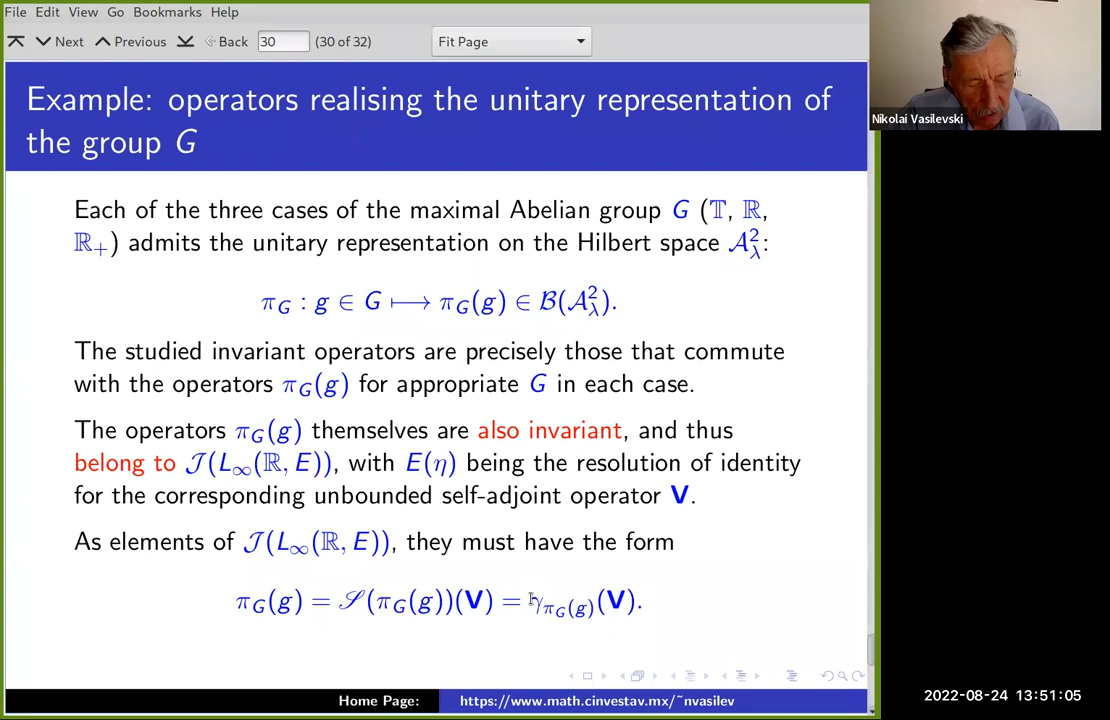 File Edit View Go Bookmarks Help
Next Previous Back 30 (30 of 32) Fit Page
Nikolai Vasilevski
Example: operators realising the unitary representation of
the group G
Each of the three cases of the maximal Abelian group G (𝕋, ℝ,
ℝ₊) admits the unitary representation on the Hilbert space 𝒜²_λ:
π_G : g ∈ G ⟼ π_G(g) ∈ ℬ(𝒜²_λ).
The studied invariant operators are precisely those that commute
with the operators π_G(g) for appropriate G in each case.
The operators π_G(g) themselves are also invariant, and thus
belong to 𝒥(L_∞(ℝ, E)), with E(η) being the resolution of identity
for the corresponding unbounded self-adjoint operator V.
As elements of 𝒥(L_∞(ℝ, E)), they must have the form
π_G(g) = 𝒮(π_G(g))(V) = γ_{π_G(g)}(V).
Home Page: https://www.math.cinvestav.mx/~nvasilev
2022-08-24 13:51:05